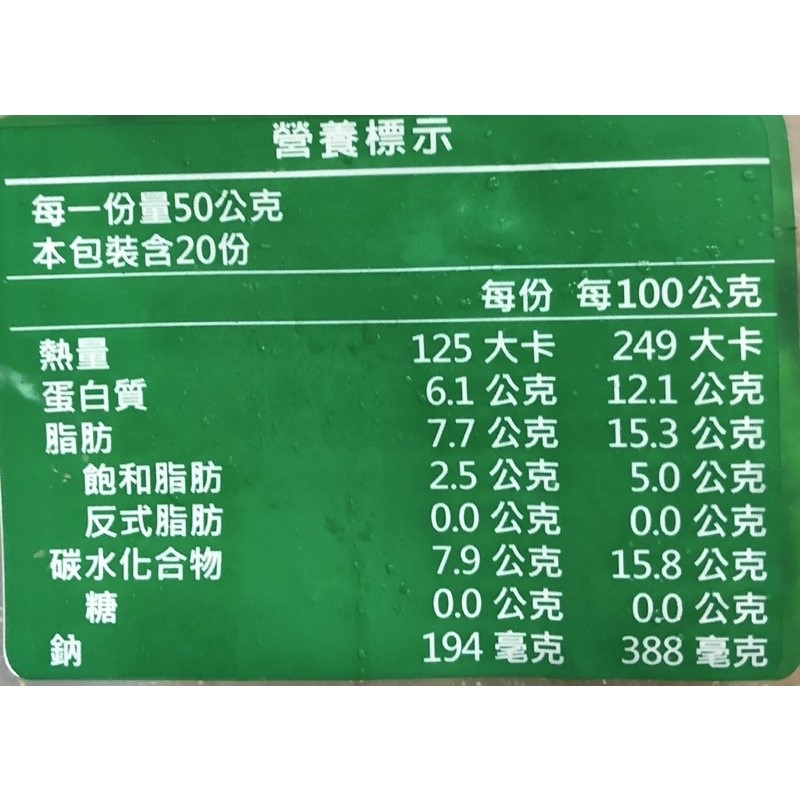 營養標示
每一份量50公克
本包裝含20份
每份 每100公克
熱量 125 大卡 249 大卡
蛋白質 6.1 公克 12.1 公克
脂肪 7.7 公克 15.3 公克
飽和脂肪 2.5 公克 5.0 公克
反式脂肪 0.0 公克 0.0 公克
碳水化合物 7.9 公克 15.8 公克
糖 0.0 公克 0.0 公克
鈉 194 毫克 388 毫克